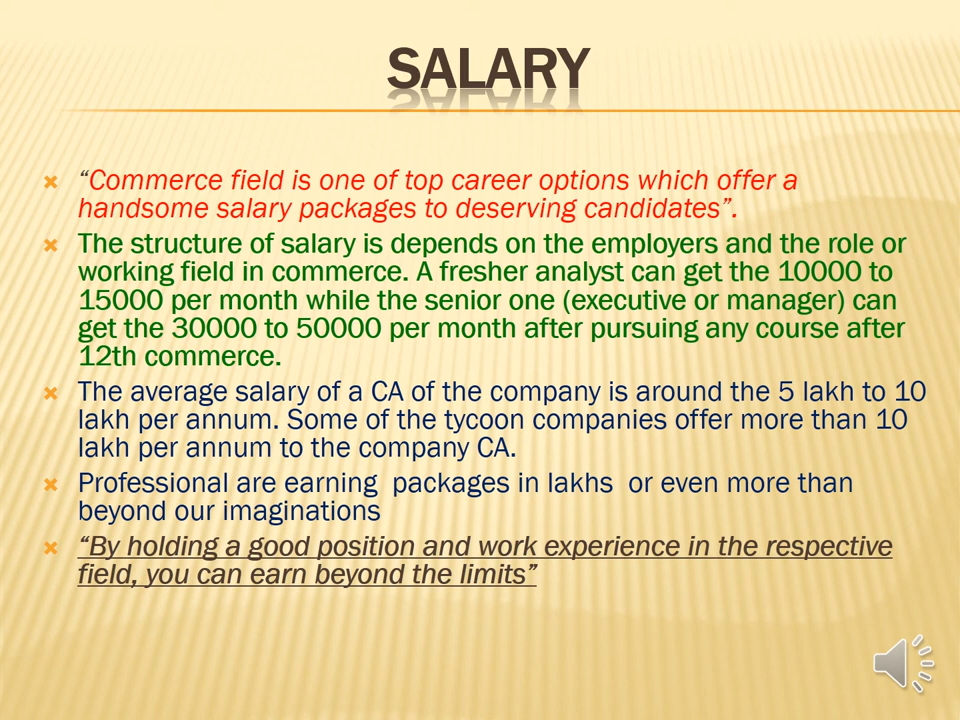 SALARY
“Commerce field is one of top career options which offer a
handsome salary packages to deserving candidates”.
The structure of salary is depends on the employers and the role or
working field in commerce. A fresher analyst can get the 10000 to
15000 per month while the senior one (executive or manager) can
get the 30000 to 50000 per month after pursuing any course after
12th commerce.
The average salary of a CA of the company is around the 5 lakh to 10
lakh per annum. Some of the tycoon companies offer more than 10
lakh per annum to the company CA.
Professional are earning  packages in lakhs  or even more than
beyond our imaginations
“By holding a good position and work experience in the respective
field, you can earn beyond the limits”